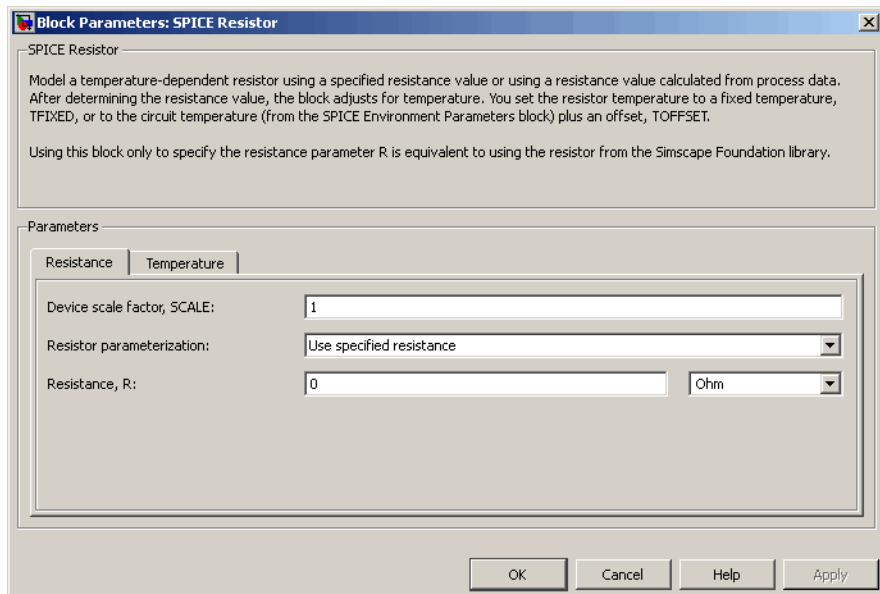 Block Parameters: SPICE Resistor
SPICE Resistor
Model a temperature-dependent resistor using a specified resistance value or using a resistance value calculated from process data.
After determining the resistance value, the block adjusts for temperature. You set the resistor temperature to a fixed temperature,
TFIXED, or to the circuit temperature (from the SPICE Environment Parameters block) plus an offset, TOFFSET.
Using this block only to specify the resistance parameter R is equivalent to using the resistor from the Simscape Foundation library.
Parameters
Resistance Temperature
Device scale factor, SCALE: 1
Resistor parameterization: Use specified resistance
Resistance, R: 0 Ohm
OK Cancel Help Apply